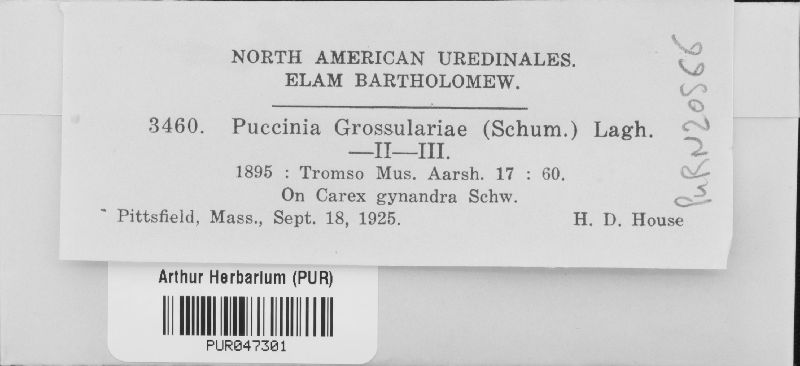 NORTH AMERICAN UREDINALES.
ELAM BARTHOLOMEW.
3460. Puccinia Grossulariae (Schum.) Lagh.
—II—III.
1895 : Tromso Mus. Aarsh. 17 : 60.
On Carex gynandra Schw.
Pittsfield, Mass., Sept. 18, 1925. H. D. House
PURN20566
Arthur Herbarium (PUR)
PUR047301